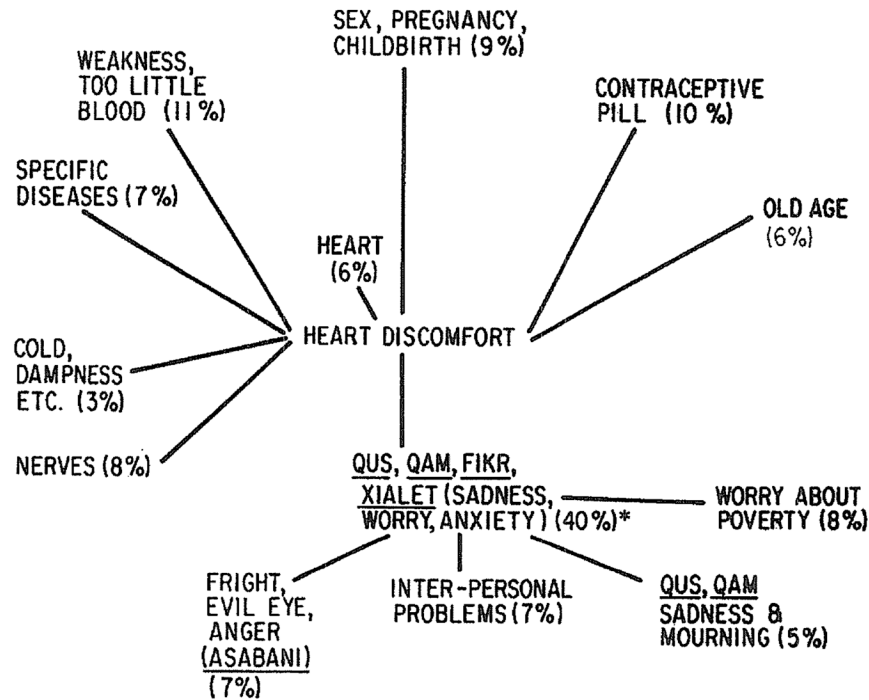 SEX, PREGNANCY,
CHILDBIRTH (9%)
WEAKNESS,
TOO LITTLE
BLOOD (11%)
CONTRACEPTIVE
PILL (10%)
SPECIFIC
DISEASES (7%)
OLD AGE
(6%)
HEART
(6%)
HEART DISCOMFORT
COLD,
DAMPNESS
ETC. (3%)
NERVES (8%)
QUS, QAM, FIKR,
XIALET (SADNESS,
WORRY, ANXIETY) (40%)*
WORRY ABOUT
POVERTY (8%)
FRIGHT,
EVIL EYE,
ANGER
(ASABANI)
(7%)
INTER-PERSONAL
PROBLEMS (7%)
QUS, QAM
SADNESS &
MOURNING (5%)